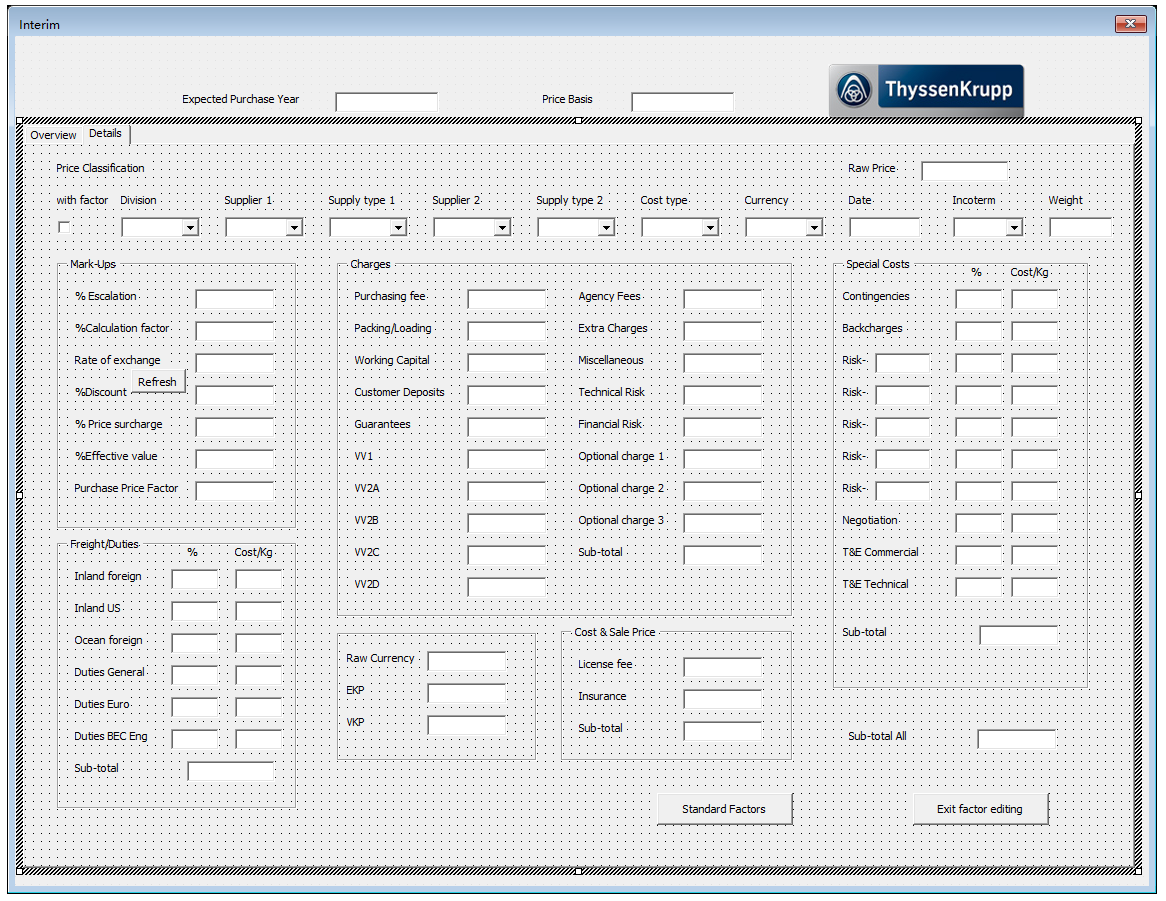 Interim
Expected Purchase Year Price Basis ThyssenKrupp
Overview Details
Price Classification Raw Price
with factor Division Supplier 1 Supply type 1 Supplier 2 Supply type 2 Cost type Currency Date Incoterm Weight
Mark-Ups
% Escalation
%Calculation factor
Rate of exchange
Refresh
%Discount
% Price surcharge
%Effective value
Purchase Price Factor
Freight/Duties
% Cost/Kg
Inland foreign
Inland US
Ocean foreign
Duties General
Duties Euro
Duties BEC Eng
Sub-total
Charges
Purchasing fee Agency Fees
Packing/Loading Extra Charges
Working Capital Miscellaneous
Customer Deposits Technical Risk
Guarantees Financial Risk
VV1 Optional charge 1
VV2A Optional charge 2
VV2B Optional charge 3
VV2C Sub-total
VV2D
Raw Currency
EKP
VKP
Cost & Sale Price
License fee
Insurance
Sub-total
Special Costs
% Cost/Kg
Contingencies
Backcharges
Risk-
Risk-
Risk-
Risk-
Risk-
Negotiation
T&E Commercial
T&E Technical
Sub-total
Sub-total All
Standard Factors Exit factor editing